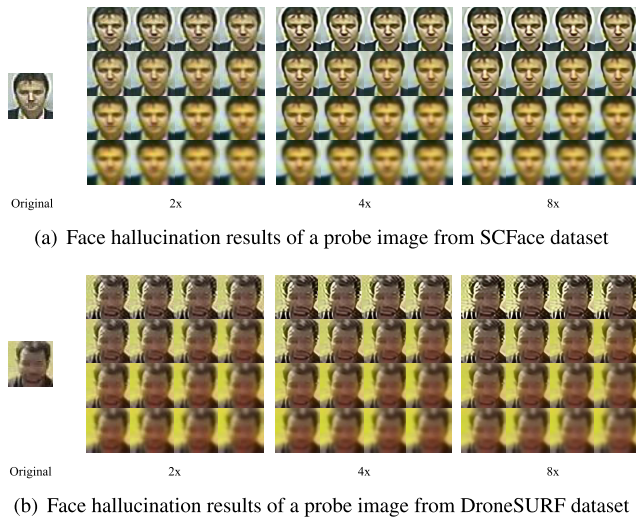 Original 2x 4x 8x
(a) Face hallucination results of a probe image from SCFace dataset
Original 2x 4x 8x
(b) Face hallucination results of a probe image from DroneSURF dataset